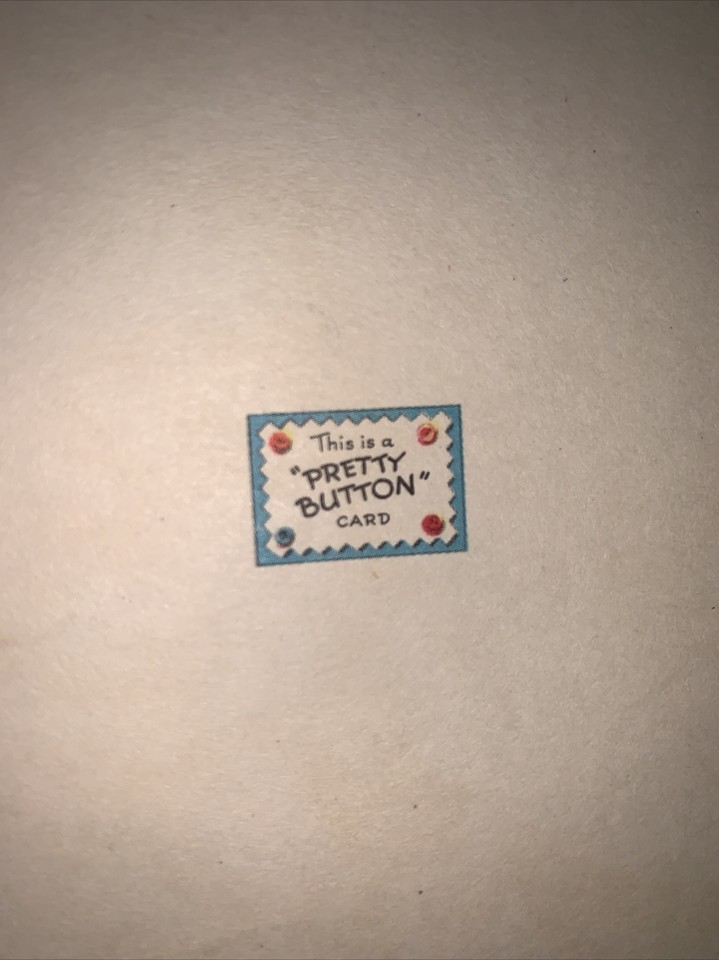 This is a
"PRETTY
BUTTON"
CARD